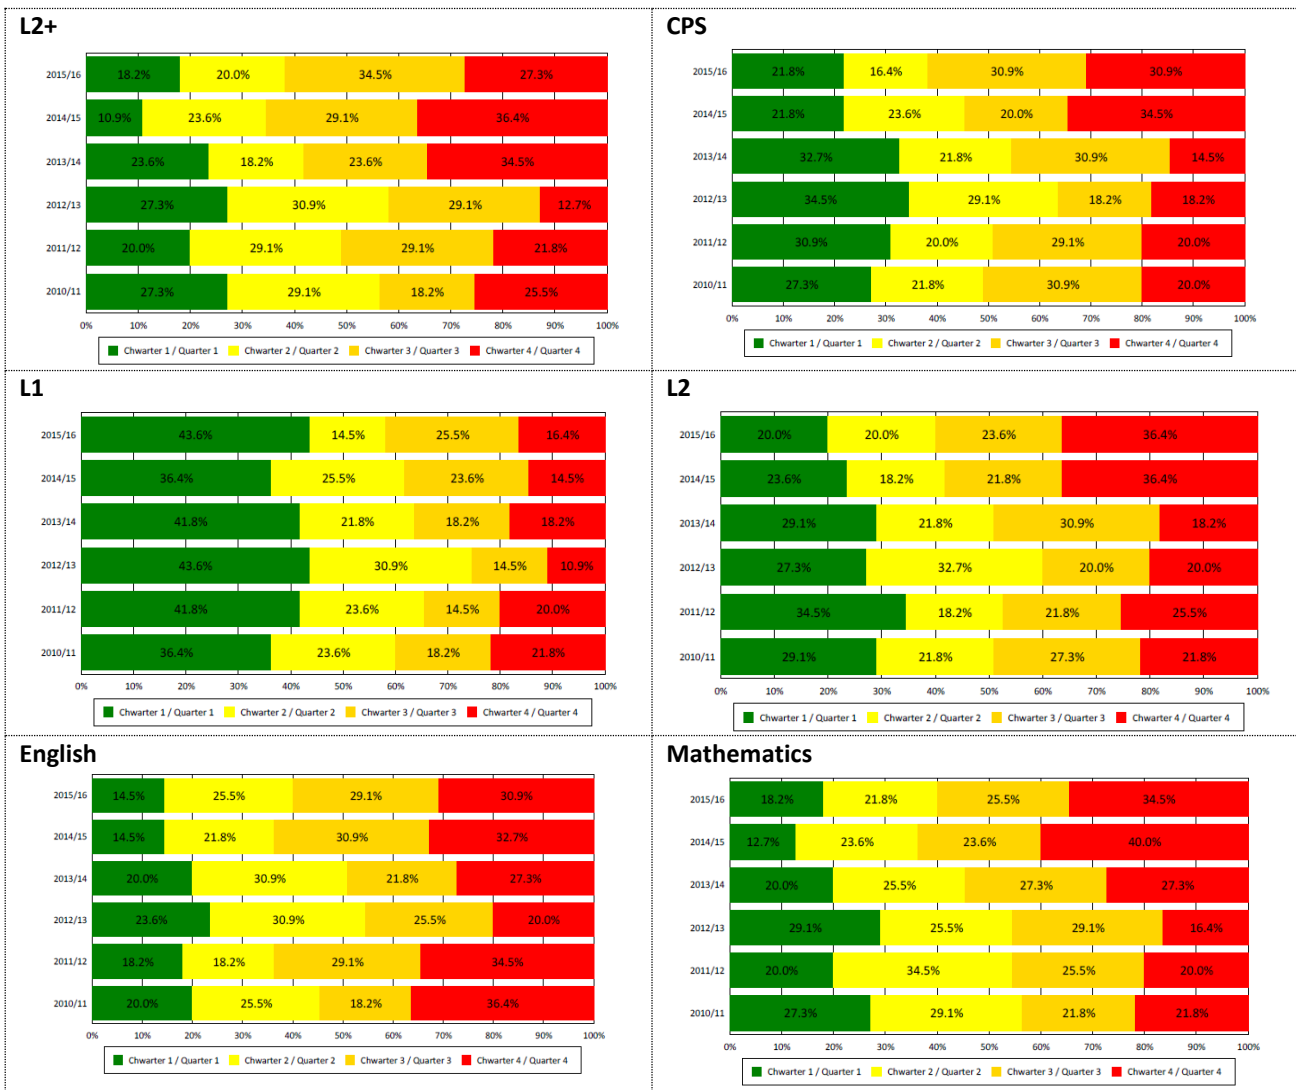 L2+
2015/16 18.2% 20.0% 34.5% 27.3%
2014/15 10.9% 23.6% 29.1% 36.4%
2013/14 23.6% 18.2% 23.6% 34.5%
2012/13 27.3% 30.9% 29.1% 12.7%
2011/12 20.0% 29.1% 29.1% 21.8%
2010/11 27.3% 29.1% 18.2% 25.5%
0% 10% 20% 30% 40% 50% 60% 70% 80% 90% 100%
Chwarter 1 / Quarter 1 Chwarter 2 / Quarter 2 Chwarter 3 / Quarter 3 Chwarter 4 / Quarter 4
CPS
2015/16 21.8% 16.4% 30.9% 30.9%
2014/15 21.8% 23.6% 20.0% 34.5%
2013/14 32.7% 21.8% 30.9% 14.5%
2012/13 34.5% 29.1% 18.2% 18.2%
2011/12 30.9% 20.0% 29.1% 20.0%
2010/11 27.3% 21.8% 30.9% 20.0%
0% 10% 20% 30% 40% 50% 60% 70% 80% 90% 100%
Chwarter 1 / Quarter 1 Chwarter 2 / Quarter 2 Chwarter 3 / Quarter 3 Chwarter 4 / Quarter 4
L1
2015/16 43.6% 14.5% 25.5% 16.4%
2014/15 36.4% 25.5% 23.6% 14.5%
2013/14 41.8% 21.8% 18.2% 18.2%
2012/13 43.6% 30.9% 14.5% 10.9%
2011/12 41.8% 23.6% 14.5% 20.0%
2010/11 36.4% 23.6% 18.2% 21.8%
0% 10% 20% 30% 40% 50% 60% 70% 80% 90% 100%
Chwarter 1 / Quarter 1 Chwarter 2 / Quarter 2 Chwarter 3 / Quarter 3 Chwarter 4 / Quarter 4
L2
2015/16 20.0% 20.0% 23.6% 36.4%
2014/15 23.6% 18.2% 21.8% 36.4%
2013/14 29.1% 21.8% 30.9% 18.2%
2012/13 27.3% 32.7% 20.0% 20.0%
2011/12 34.5% 18.2% 21.8% 25.5%
2010/11 29.1% 21.8% 27.3% 21.8%
0% 10% 20% 30% 40% 50% 60% 70% 80% 90% 100%
Chwarter 1 / Quarter 1 Chwarter 2 / Quarter 2 Chwarter 3 / Quarter 3 Chwarter 4 / Quarter 4
English
2015/16 14.5% 25.5% 29.1% 30.9%
2014/15 14.5% 21.8% 30.9% 32.7%
2013/14 20.0% 30.9% 21.8% 27.3%
2012/13 23.6% 30.9% 25.5% 20.0%
2011/12 18.2% 18.2% 29.1% 34.5%
2010/11 20.0% 25.5% 18.2% 36.4%
0% 10% 20% 30% 40% 50% 60% 70% 80% 90% 100%
Chwarter 1 / Quarter 1 Chwarter 2 / Quarter 2 Chwarter 3 / Quarter 3 Chwarter 4 / Quarter 4
Mathematics
2015/16 18.2% 21.8% 25.5% 34.5%
2014/15 12.7% 23.6% 23.6% 40.0%
2013/14 20.0% 25.5% 27.3% 27.3%
2012/13 29.1% 25.5% 29.1% 16.4%
2011/12 20.0% 34.5% 25.5% 20.0%
2010/11 27.3% 29.1% 21.8% 21.8%
0% 10% 20% 30% 40% 50% 60% 70% 80% 90% 100%
Chwarter 1 / Quarter 1 Chwarter 2 / Quarter 2 Chwarter 3 / Quarter 3 Chwarter 4 / Quarter 4